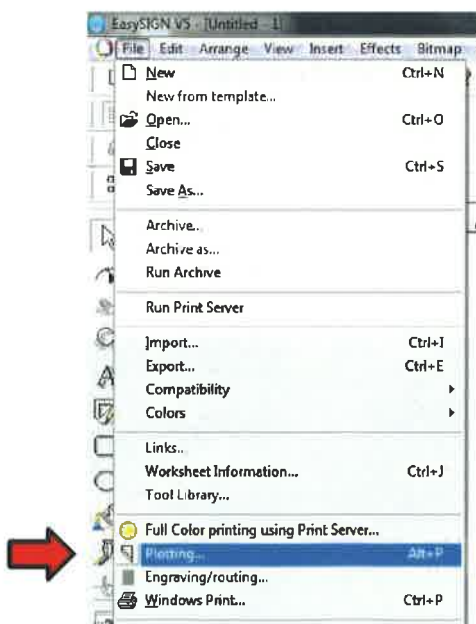 EasySIGN V5 - [Untitled - 1]
File Edit Arrange View Insert Effects Bitmap
New Ctrl+N
New from template...
Open... Ctrl+O
Close
Save Ctrl+S
Save As...
Archive...
Archive as...
Run Archive
Run Print Server
Import... Ctrl+I
Export... Ctrl+E
Compatibility
Colors
Links...
Worksheet Information... Ctrl+J
Tool Library...
Full Color printing using Print Server...
Plotting... Alt+P
Engraving/routing...
Windows Print... Ctrl+P